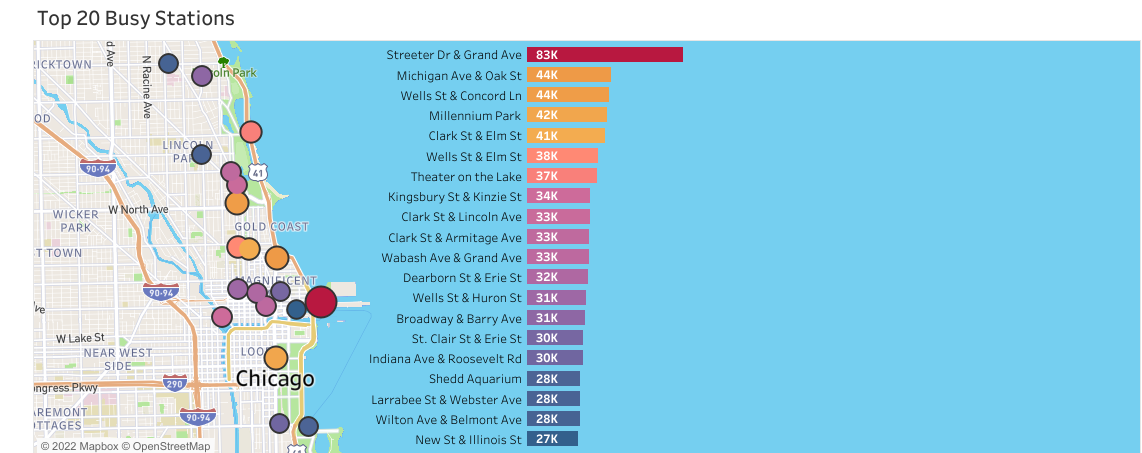 Top 20 Busy Stations
RICKTOWN
d Ave
N Racine Ave
oln Park
OD
LINCOLN
PA
90-94
41
W North Ave
WICKER
PARK
GOLD COAST
T TOWN
MAGNIFICENT
90-94
ve
W Lake St
NEAR WEST
SIDE
LOO
Chicago
ongress Pkwy
290
90-94
AREMONT
OTTAGES
41
© 2022 Mapbox © OpenStreetMap
Streeter Dr & Grand Ave 83K
Michigan Ave & Oak St 44K
Wells St & Concord Ln 44K
Millennium Park 42K
Clark St & Elm St 41K
Wells St & Elm St 38K
Theater on the Lake 37K
Kingsbury St & Kinzie St 34K
Clark St & Lincoln Ave 33K
Clark St & Armitage Ave 33K
Wabash Ave & Grand Ave 33K
Dearborn St & Erie St 32K
Wells St & Huron St 31K
Broadway & Barry Ave 31K
St. Clair St & Erie St 30K
Indiana Ave & Roosevelt Rd 30K
Shedd Aquarium 28K
Larrabee St & Webster Ave 28K
Wilton Ave & Belmont Ave 28K
New St & Illinois St 27K